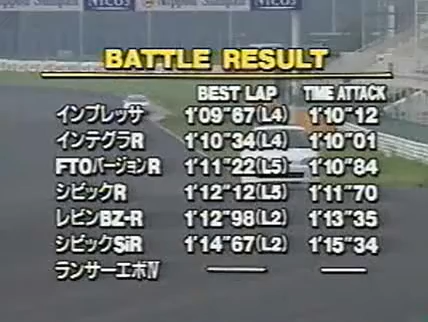 NICOS
BATTLE RESULT
BEST LAP TIME ATTACK
インプレッサ 1'09"67(L4) 1'10"12
インテグラR 1'10"34(L4) 1'10"01
FTOバージョンR 1'11"22(L5) 1'10"84
シビックR 1'12"12(L5) 1'11"70
レビンBZ-R 1'12"98(L2) 1'13"35
シビックSiR 1'14"67(L2) 1'15"34
ランサーエボⅣ —— ——